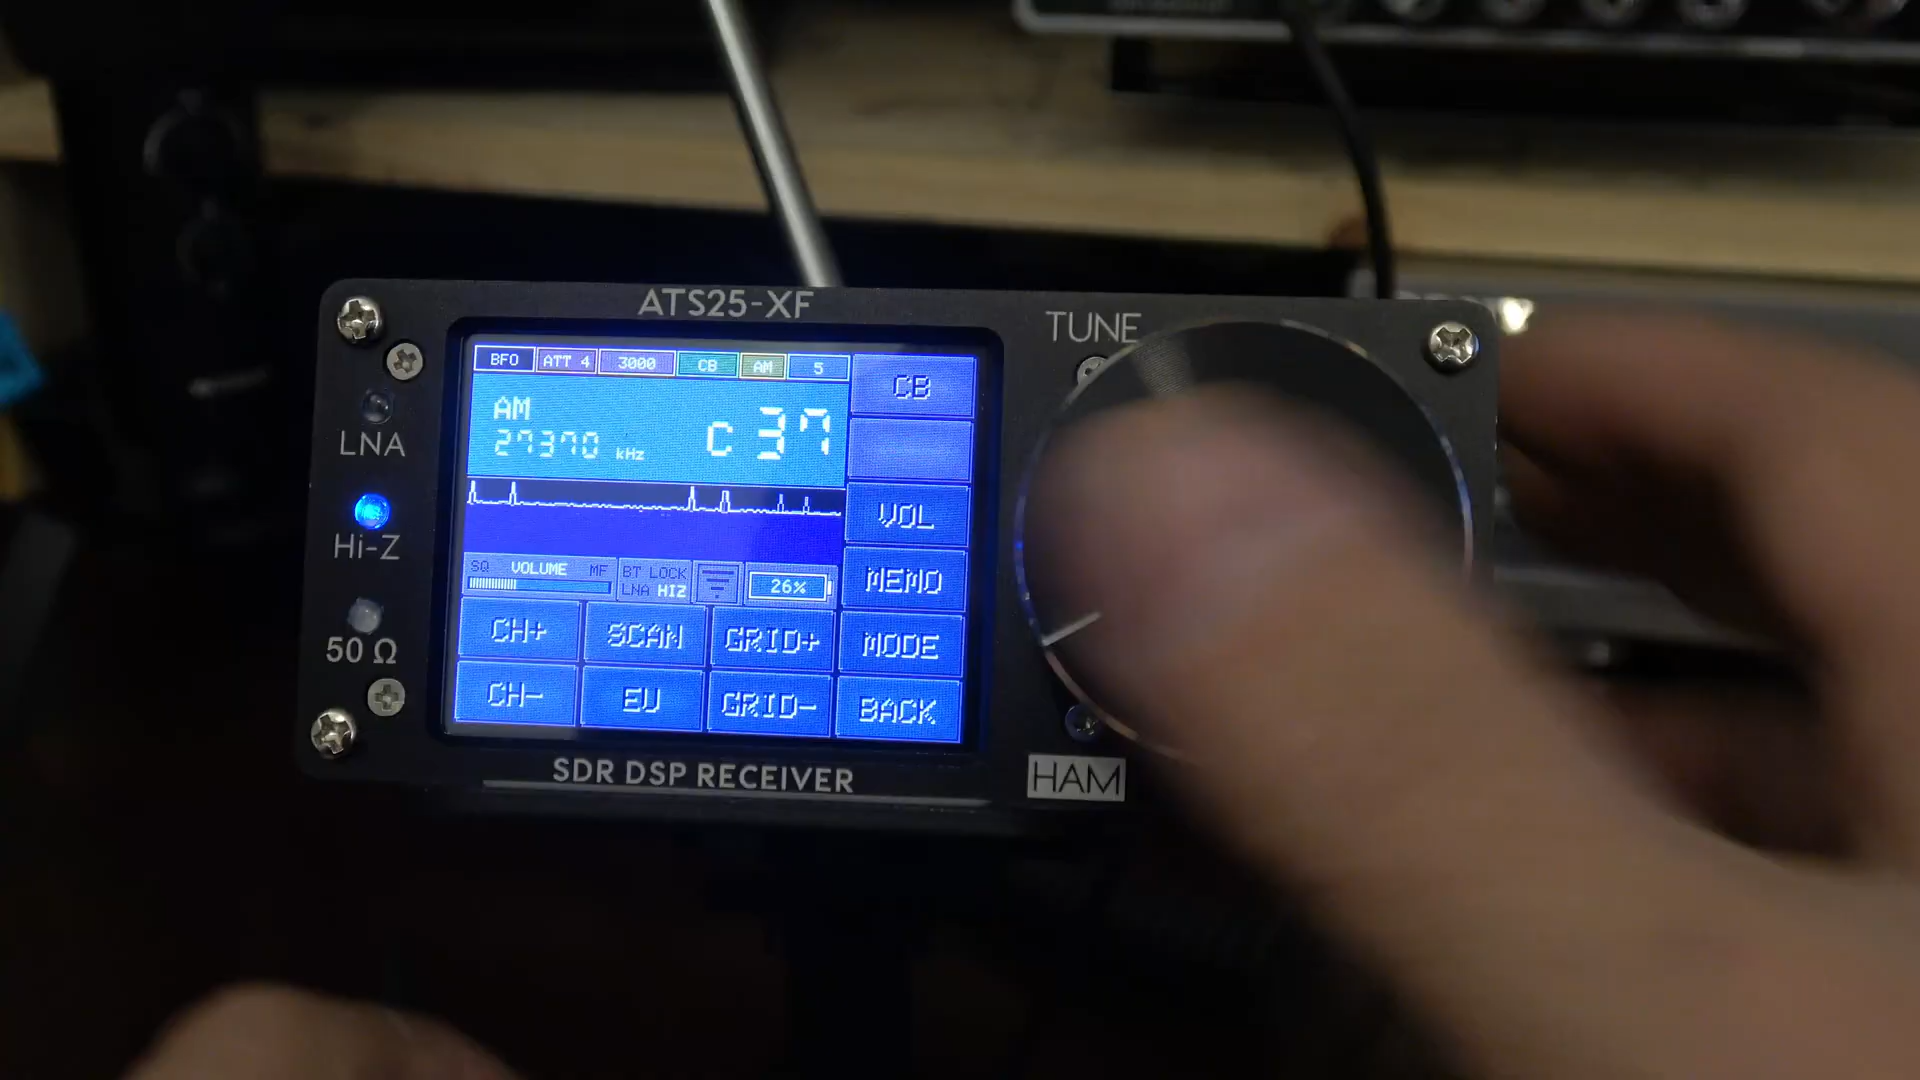 ATS25-XF
TUNE
BFO ATT 4 3000 CB AM 5
CB
AM
27370 kHz
c 37
LNA
VOL
Hi-Z
SQ VOLUME MF
BT LOCK
LNA HIZ
26%
MEMO
CH+ SCAN GRID+ MODE
50 Ω
CH- EU GRID- BACK
SDR DSP RECEIVER
HAM